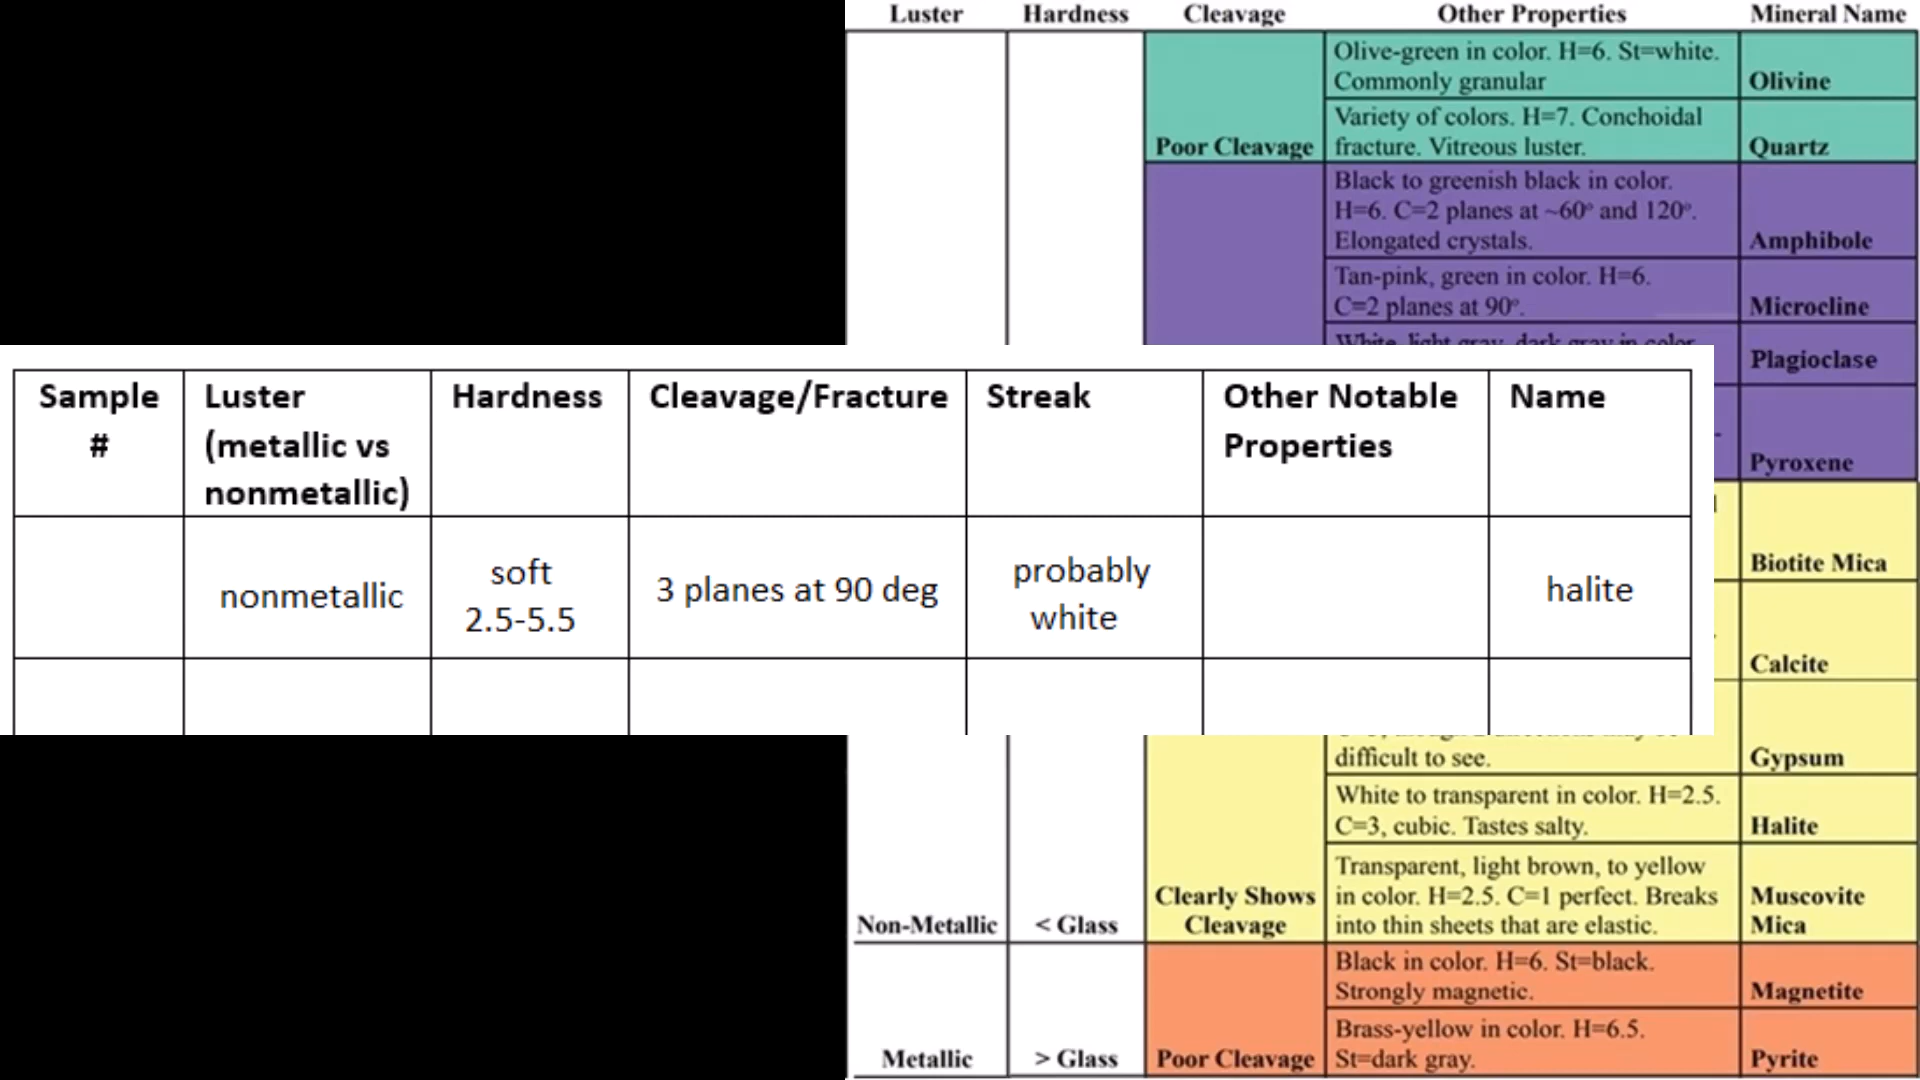 Luster Hardness Cleavage Other Properties Mineral Name
Olive-green in color. H=6. St=white.
Commonly granular
Olivine
Poor Cleavage
Variety of colors. H=7. Conchoidal
fracture. Vitreous luster.
Quartz
Black to greenish black in color.
H=6. C=2 planes at ~60° and 120°.
Elongated crystals.
Amphibole
Tan-pink, green in color. H=6.
C=2 planes at 90°.
Microcline
White, light gray, dark gray in color
Plagioclase
Pyroxene
Biotite Mica
Calcite
Gypsum
Sample
#
Luster
(metallic vs
nonmetallic)
Hardness
Cleavage/Fracture
Streak
Other Notable
Properties
Name
nonmetallic
soft
2.5-5.5
3 planes at 90 deg
probably
white
halite
difficult to see.
White to transparent in color. H=2.5.
C=3, cubic. Tastes salty.
Halite
Non-Metallic
< Glass
Clearly Shows
Cleavage
Transparent, light brown, to yellow
in color. H=2.5. C=1 perfect. Breaks
into thin sheets that are elastic.
Muscovite
Mica
Black in color. H=6. St=black.
Strongly magnetic.
Magnetite
Metallic
> Glass
Poor Cleavage
Brass-yellow in color. H=6.5.
St=dark gray.
Pyrite